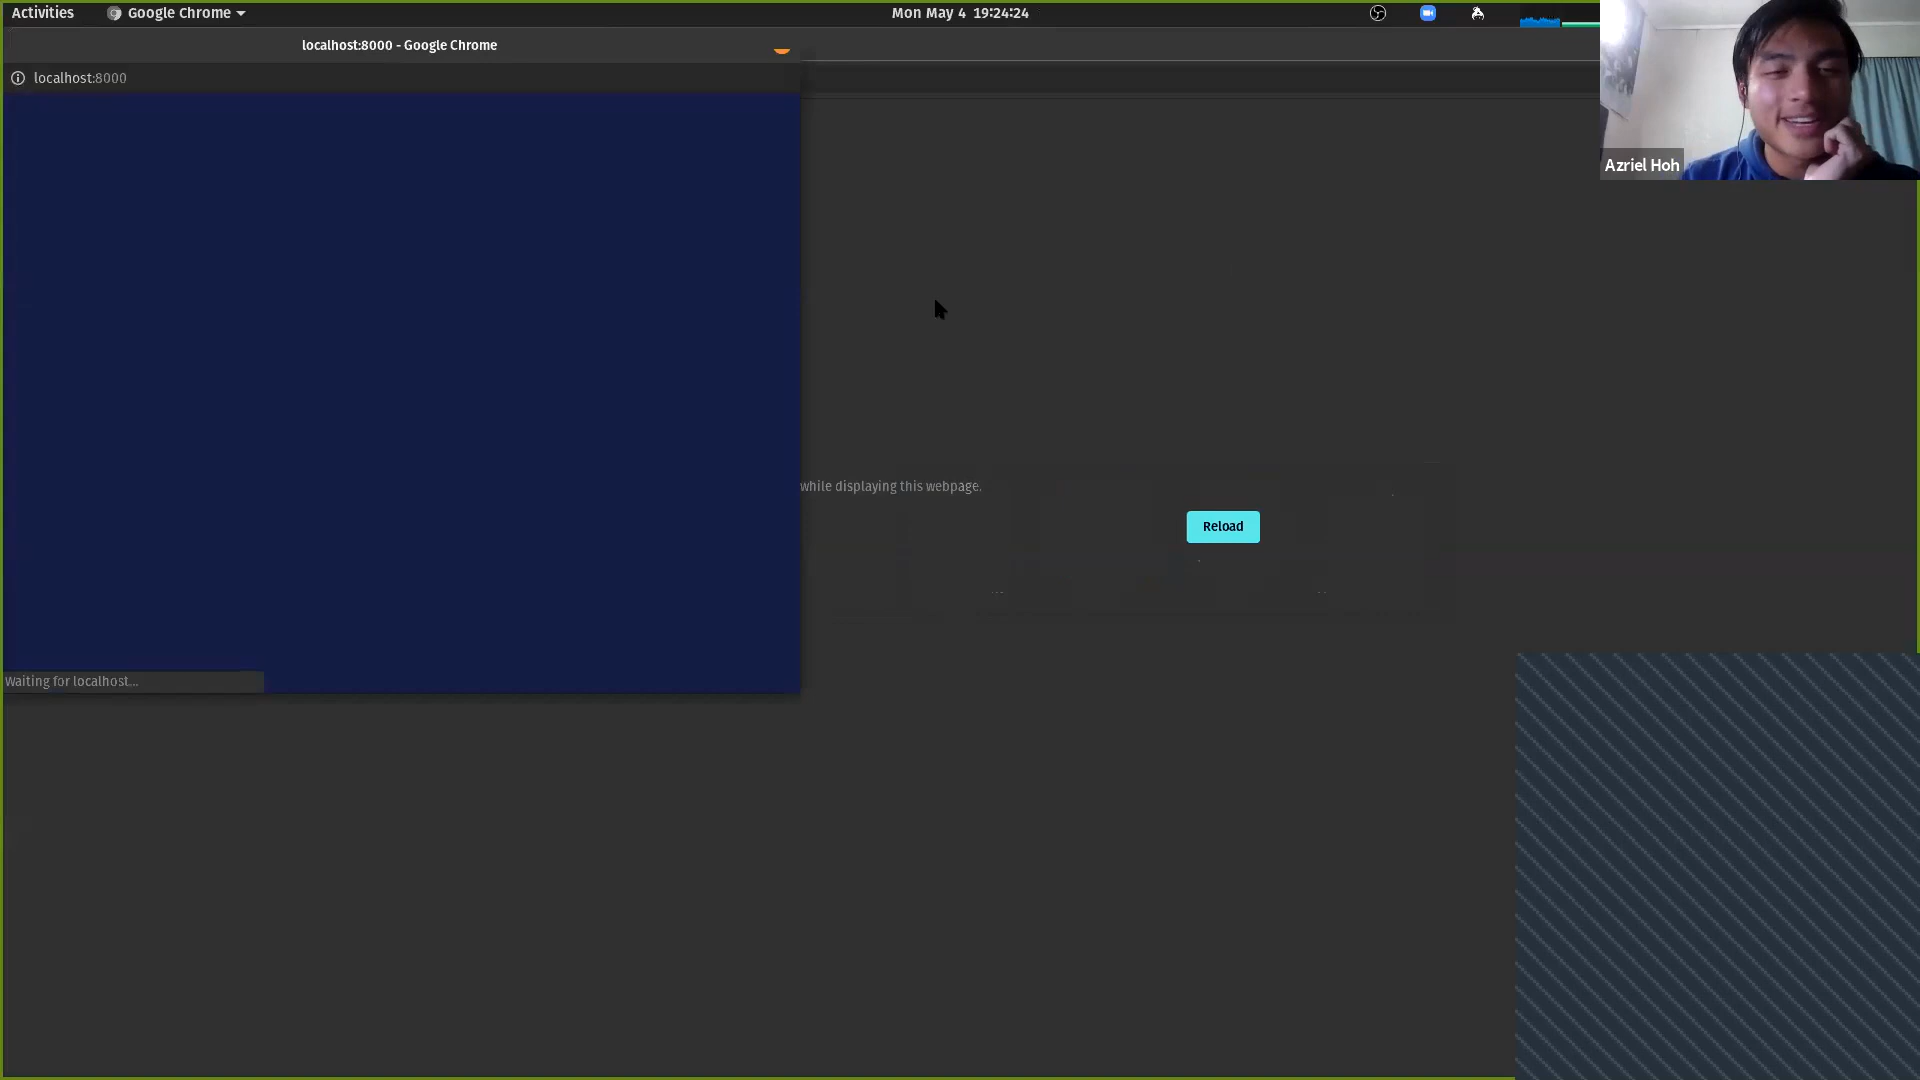 Activities
Google Chrome
Mon May 4 19:24:24
localhost:8000 - Google Chrome
localhost:8000
Azriel Hoh
while displaying this webpage.
Reload
Waiting for localhost...